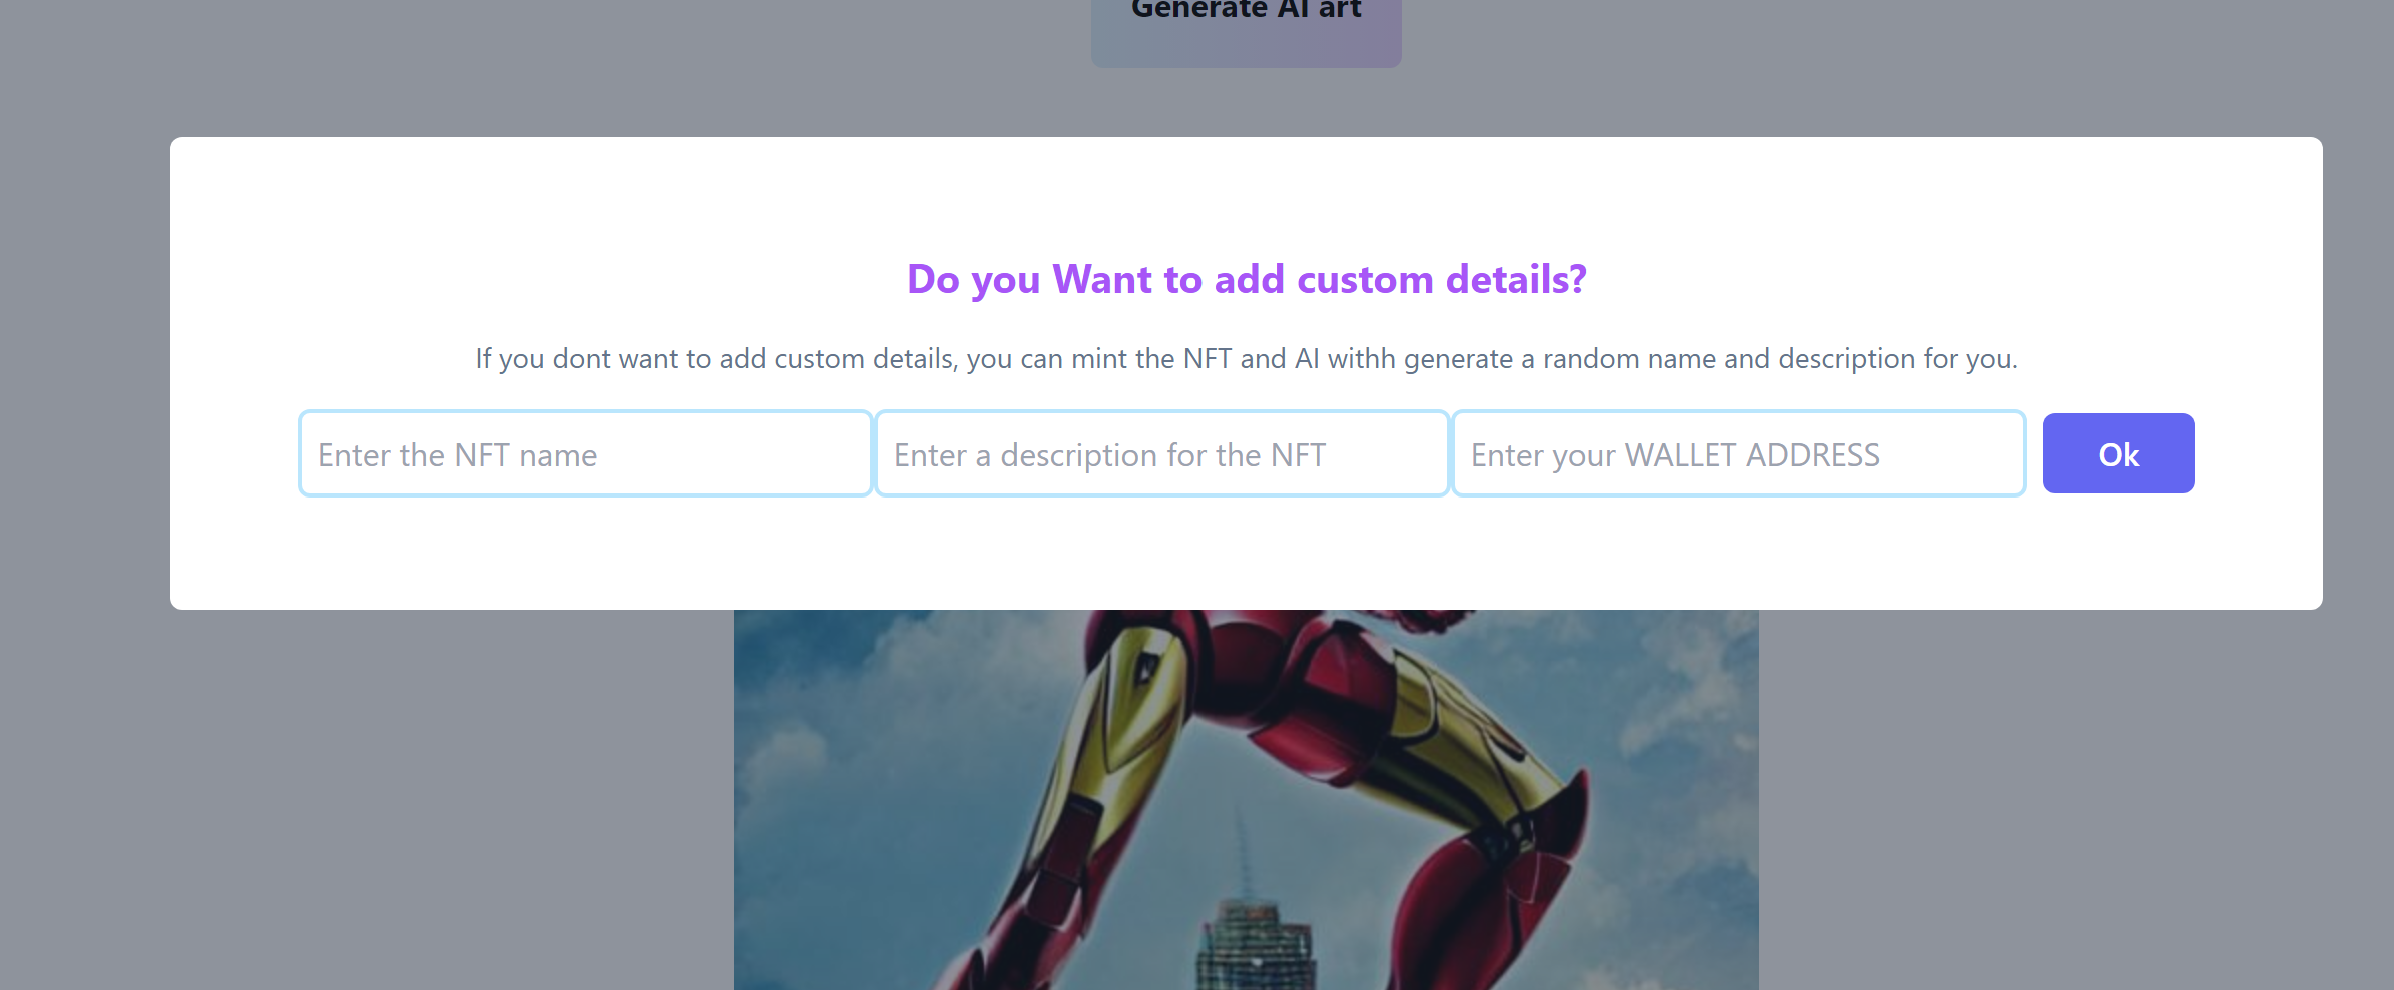 Generate AI art
Do you Want to add custom details?
If you dont want to add custom details, you can mint the NFT and AI withh generate a random name and description for you.
Enter the NFT name
Enter a description for the NFT
Enter your WALLET ADDRESS
Ok